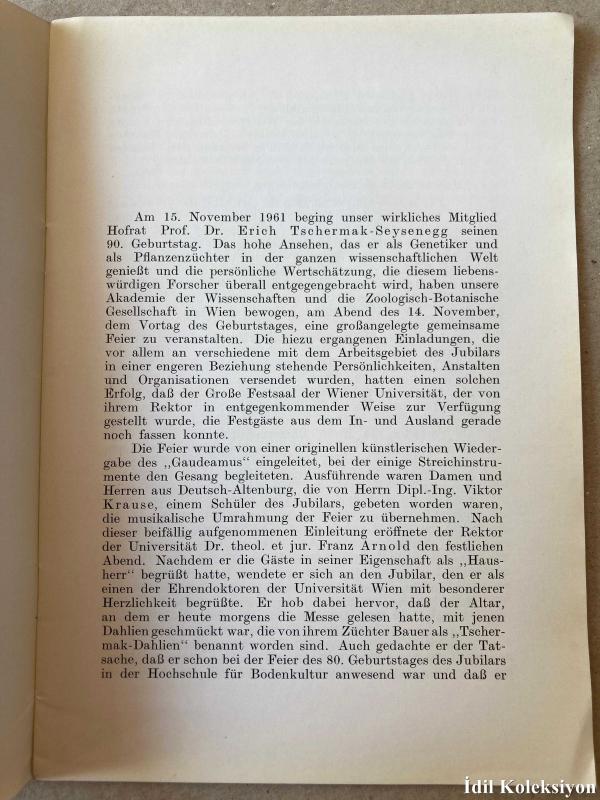 Am 15. November 1961 beging unser wirkliches Mitglied
Hofrat Prof. Dr. Erich Tschermak-Seysenegg seinen
90. Geburtstag. Das hohe Ansehen, das er als Genetiker und
als Pflanzenzüchter in der ganzen wissenschaftlichen Welt
genießt und die persönliche Wertschätzung, die diesem liebens-
würdigen Forscher überall entgegengebracht wird, haben unsere
Akademie der Wissenschaften und die Zoologisch-Botanische
Gesellschaft in Wien bewogen, am Abend des 14. November,
dem Vortag des Geburtstages, eine großangelegte gemeinsame
Feier zu veranstalten. Die hiezu ergangenen Einladungen, die
vor allem an verschiedene mit dem Arbeitsgebiet des Jubilars
in einer engeren Beziehung stehende Persönlichkeiten, Anstalten
und Organisationen versendet wurden, hatten einen solchen
Erfolg, daß der Große Festsaal der Wiener Universität, der von
ihrem Rektor in entgegenkommender Weise zur Verfügung
gestellt wurde, die Festgäste aus dem In- und Ausland gerade
noch fassen konnte.
Die Feier wurde von einer originellen künstlerischen Wieder-
gabe des ,,Gaudeamus“ eingeleitet, bei der einige Streichinstru-
mente den Gesang begleiteten. Ausführende waren Damen und
Herren aus Deutsch-Altenburg, die von Herrn Dipl.-Ing. Viktor
Krause, einem Schüler des Jubilars, gebeten worden waren,
die musikalische Umrahmung der Feier zu übernehmen. Nach
dieser beifällig aufgenommenen Einleitung eröffnete der Rektor
der Universität Dr. theol. et jur. Franz Arnold den festlichen
Abend. Nachdem er die Gäste in seiner Eigenschaft als ,,Haus-
herr“ begrüßt hatte, wendete er sich an den Jubilar, den er als
einen der Ehrendoktoren der Universität Wien mit besonderer
Herzlichkeit begrüßte. Er hob dabei hervor, daß der Altar,
an dem er heute morgens die Messe gelesen hatte, mit jenen
Dahlien geschmückt war, die von ihrem Züchter Bauer als ,,Tscher-
mak-Dahlien“ benannt worden sind. Auch gedachte er der Tat-
sache, daß er schon bei der Feier des 80. Geburtstages des Jubilars
in der Hochschule für Bodenkultur anwesend war und daß er
İdil Koleksiyon